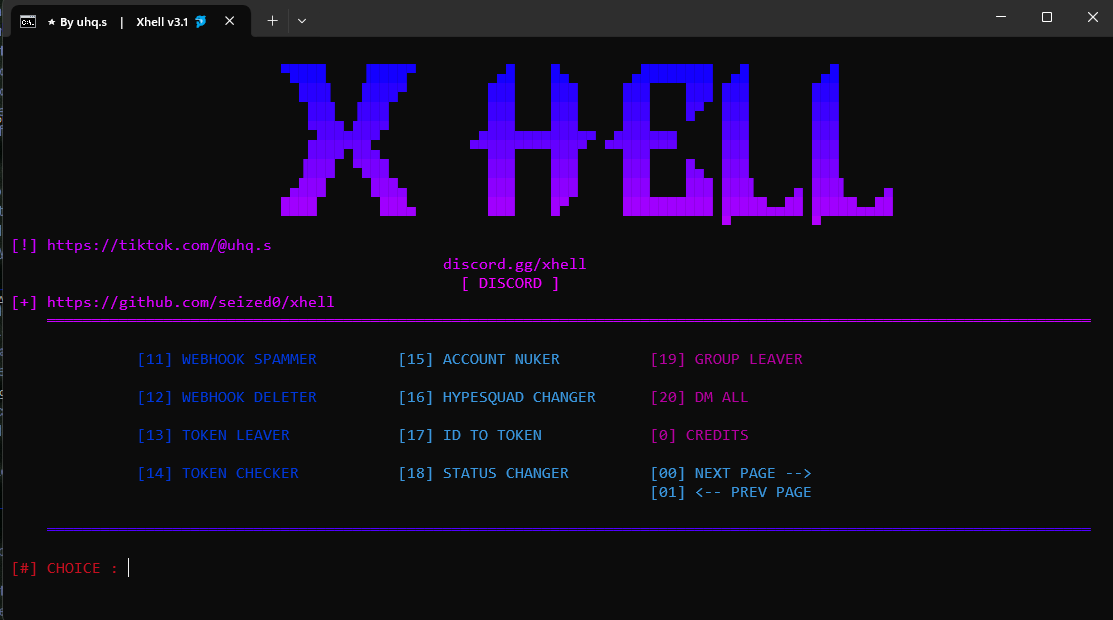 ★ By uhq.s | Xhell v3.1
X HELL
[!] https://tiktok.com/@uhq.s
discord.gg/xhell
[ DISCORD ]
[+] https://github.com/seized0/xhell
[11] WEBHOOK SPAMMER [15] ACCOUNT NUKER [19] GROUP LEAVER
[12] WEBHOOK DELETER [16] HYPESQUAD CHANGER [20] DM ALL
[13] TOKEN LEAVER [17] ID TO TOKEN [0] CREDITS
[14] TOKEN CHECKER [18] STATUS CHANGER [00] NEXT PAGE -->
[01] <-- PREV PAGE
[#] CHOICE :